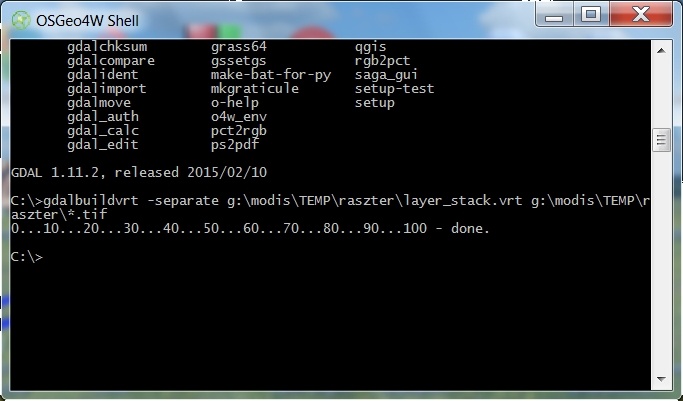 OSGeo4W Shell
gdalchksum grass64 qgis
gdalcompare gssetgs rgb2pct
gdalident make-bat-for-py saga_gui
gdalimport mkgraticule setup-test
gdalmove o-help setup
gdal_auth o4w_env
gdal_calc pct2rgb
gdal_edit ps2pdf
GDAL 1.11.2, released 2015/02/10
C:\>gdalbuildvrt -separate g:\modis\TEMP\raszter\layer_stack.vrt g:\modis\TEMP\r
aszter\*.tif
0...10...20...30...40...50...60...70...80...90...100 - done.
C:\>